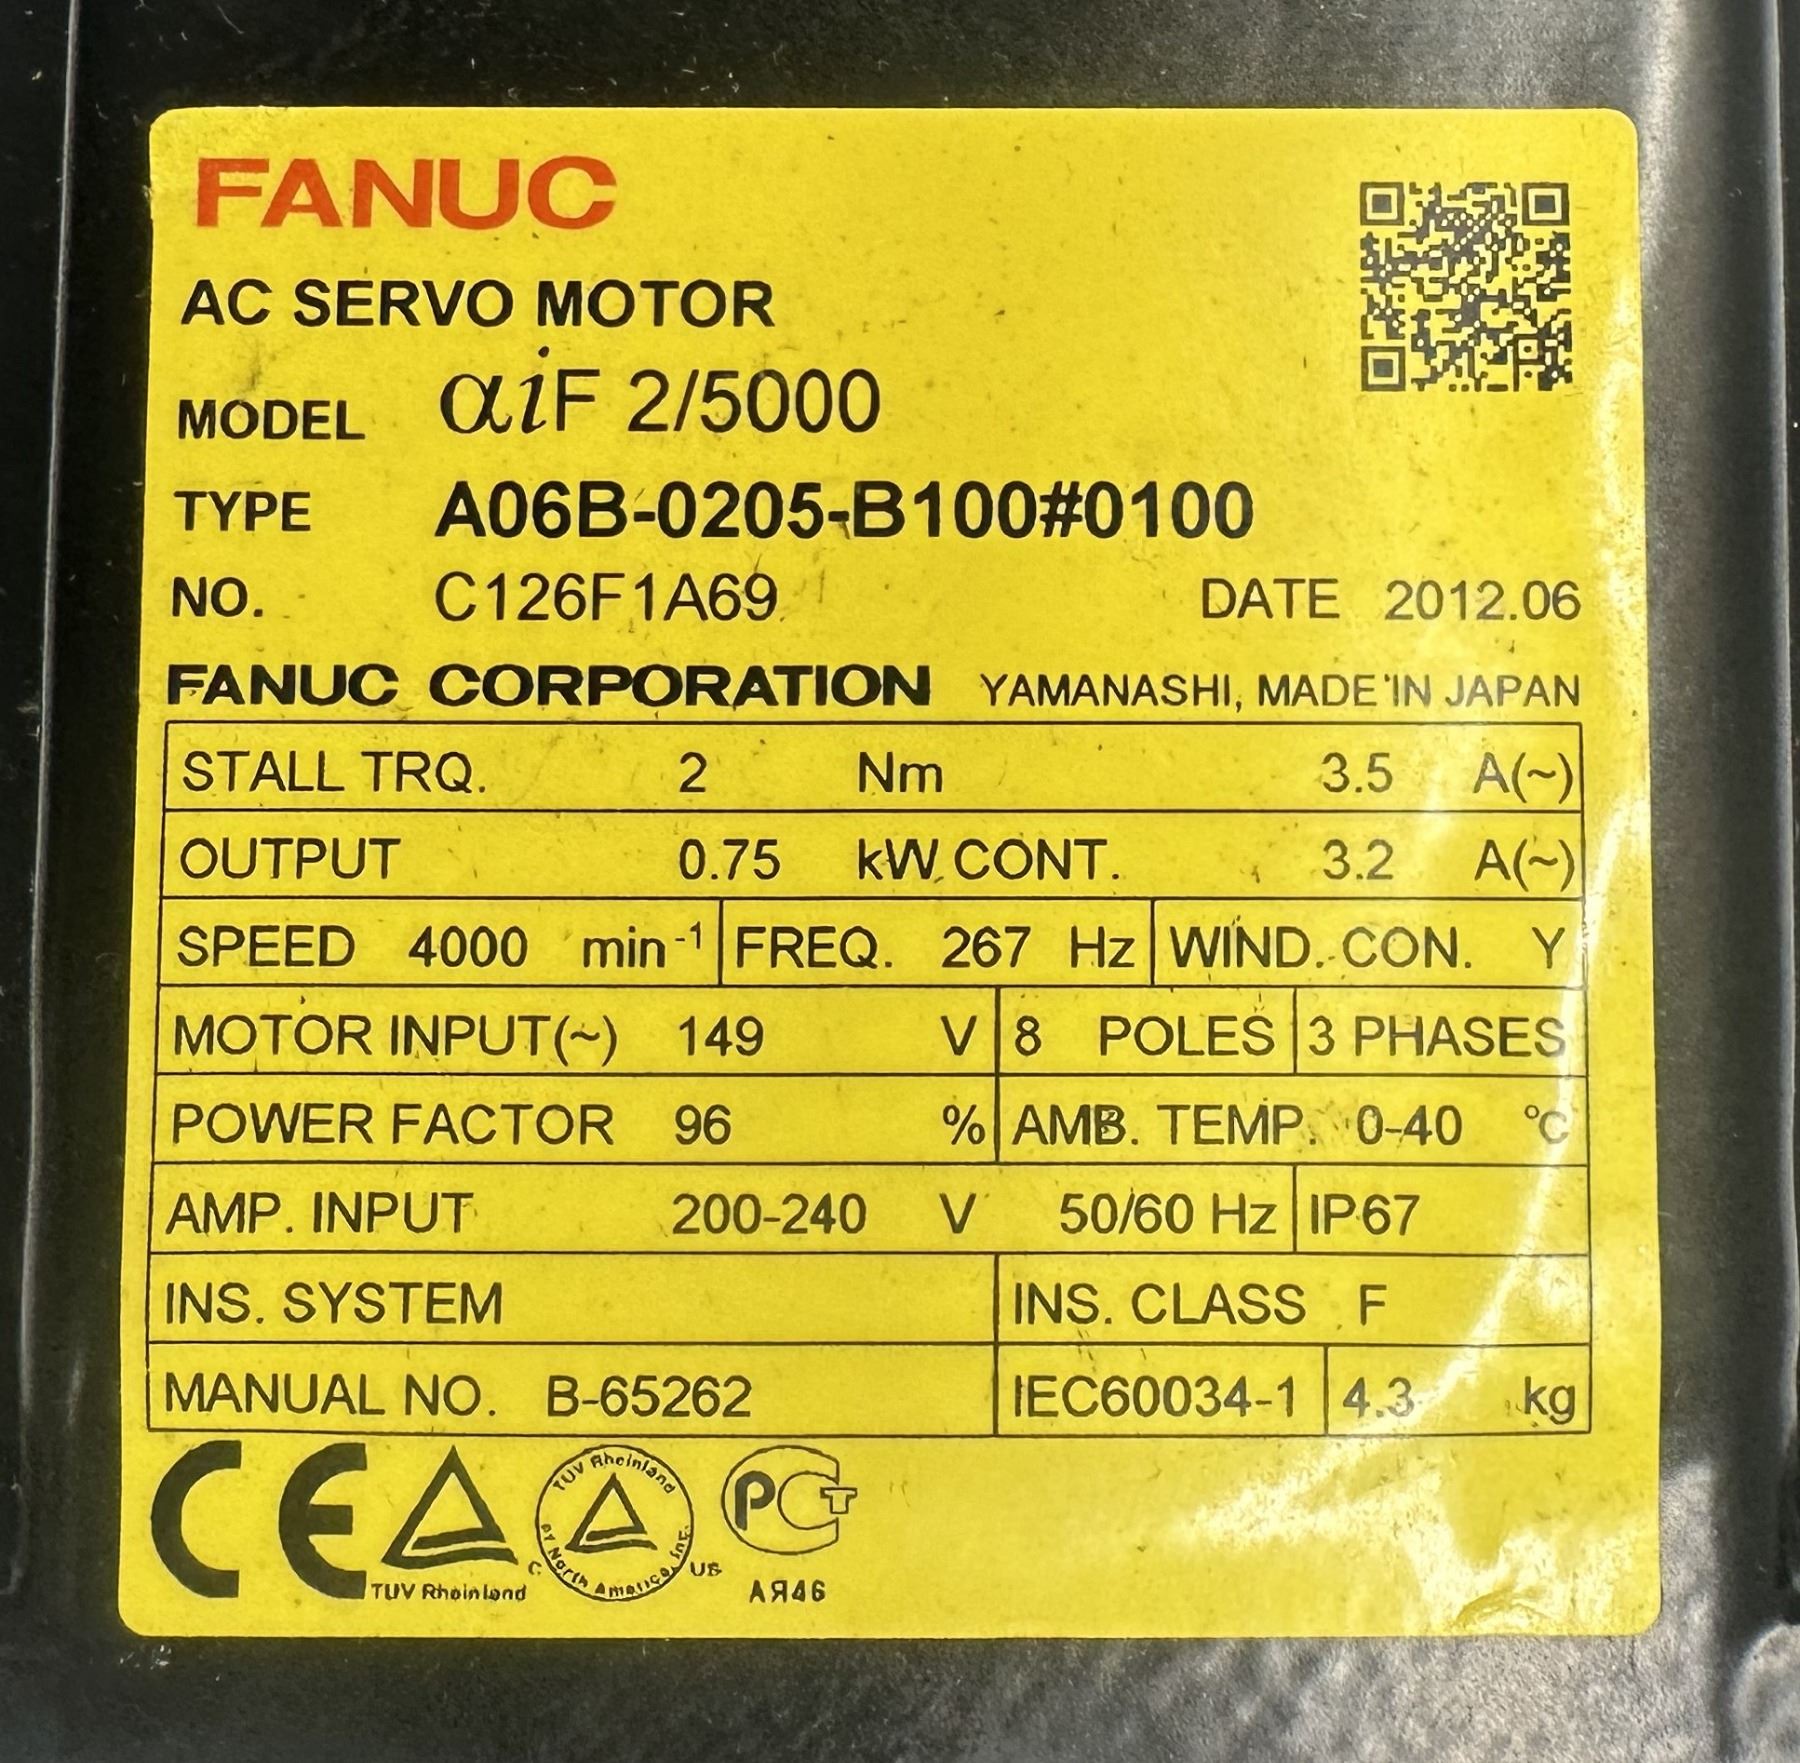 FANUC
AC SERVO MOTOR
MODEL αiF 2/5000
TYPE A06B-0205-B100#0100
NO. C126F1A69 DATE 2012.06
FANUC CORPORATION YAMANASHI, MADE IN JAPAN
STALL TRQ. 2 Nm 3.5 A(~)
OUTPUT 0.75 kW CONT. 3.2 A(~)
SPEED 4000 min⁻¹ FREQ. 267 Hz WIND. CON. Y
MOTOR INPUT(~) 149 V 8 POLES 3 PHASES
POWER FACTOR 96 % AMB. TEMP. 0-40 °C
AMP. INPUT 200-240 V 50/60 Hz IP67
INS. SYSTEM INS. CLASS F
MANUAL NO. B-65262 IEC60034-1 4.3 kg
CE
TUV Rheinland
TUV Rheinland
of North America, Inc.
C US
РСТ
АЯ46